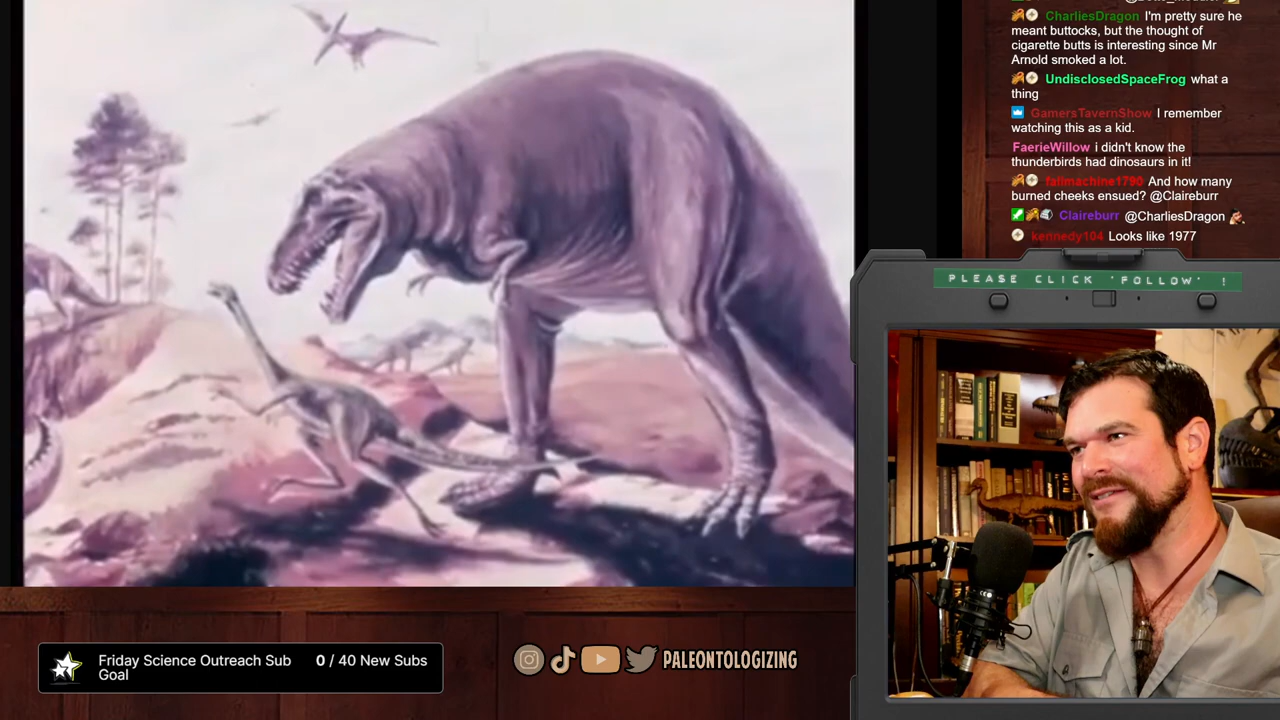 CharliesDragon I'm pretty sure he
meant buttocks, but the thought of
cigarette butts is interesting since Mr
Arnold smoked a lot.
UndisclosedSpaceFrog what a
thing
GamersTavernShow I remember
watching this as a kid.
FaerieWillow i didn't know the
thunderbirds had dinosaurs in it!
failmachine1790 And how many
burned cheeks ensued? @Claireburr
Claireburr @CharliesDragon
kennedy104 Looks like 1977
PLEASE CLICK "FOLLOW" !
Friday Science Outreach Sub
Goal
0 / 40 New Subs
PALEONTOLOGIZING